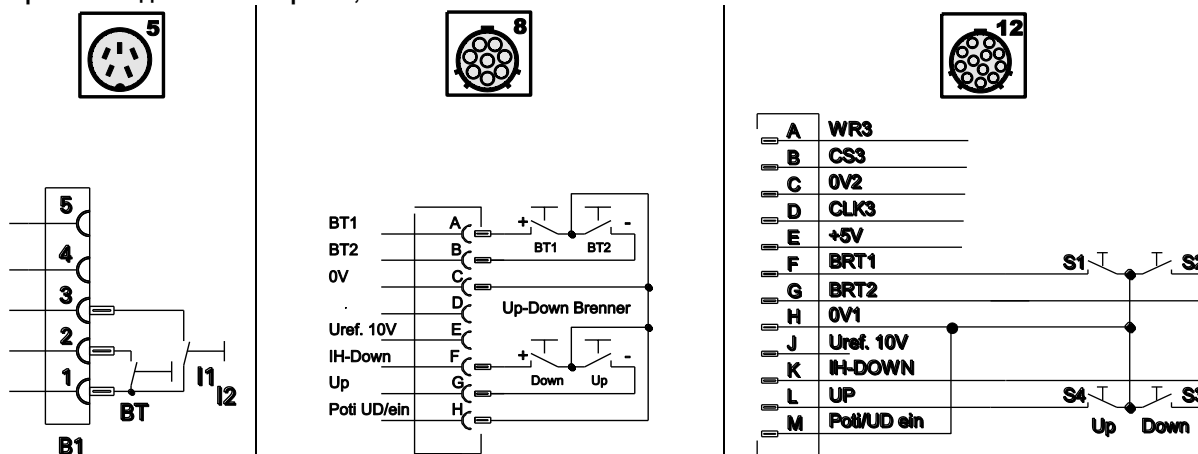 5
5
4
3
2
1
BT
I1
I2
B1
8
BT1
BT2
0V
.
Uref. 10V
IH-Down
Up
Poti UD/ein
A
B
C
D
E
F
G
H
+
BT1
BT2
-
Up-Down Brenner
+
Down
Up
-
12
A WR3
B CS3
C 0V2
D CLK3
E +5V
F BRT1
G BRT2
H 0V1
J Uref. 10V
K IH-DOWN
L UP
M Poti/UD ein
S1
S2
S4
S3
Up
Down